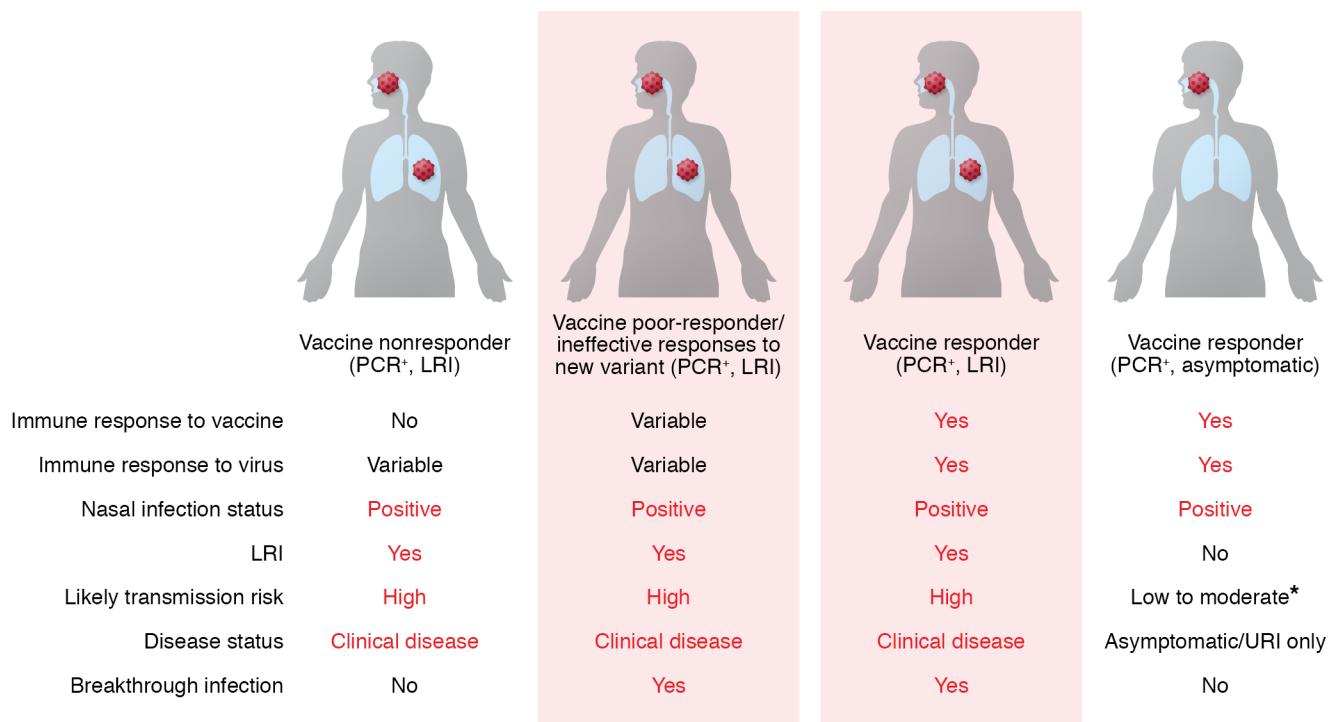 Vaccine nonresponder
(PCR⁺, LRI)
Vaccine poor-responder/
ineffective responses to
new variant (PCR⁺, LRI)
Vaccine responder
(PCR⁺, LRI)
Vaccine responder
(PCR⁺, asymptomatic)
Immune response to vaccine No Variable Yes Yes
Immune response to virus Variable Variable Yes Yes
Nasal infection status Positive Positive Positive Positive
LRI Yes Yes Yes No
Likely transmission risk High High High Low to moderate*
Disease status Clinical disease Clinical disease Clinical disease Asymptomatic/URI only
Breakthrough infection No Yes Yes No